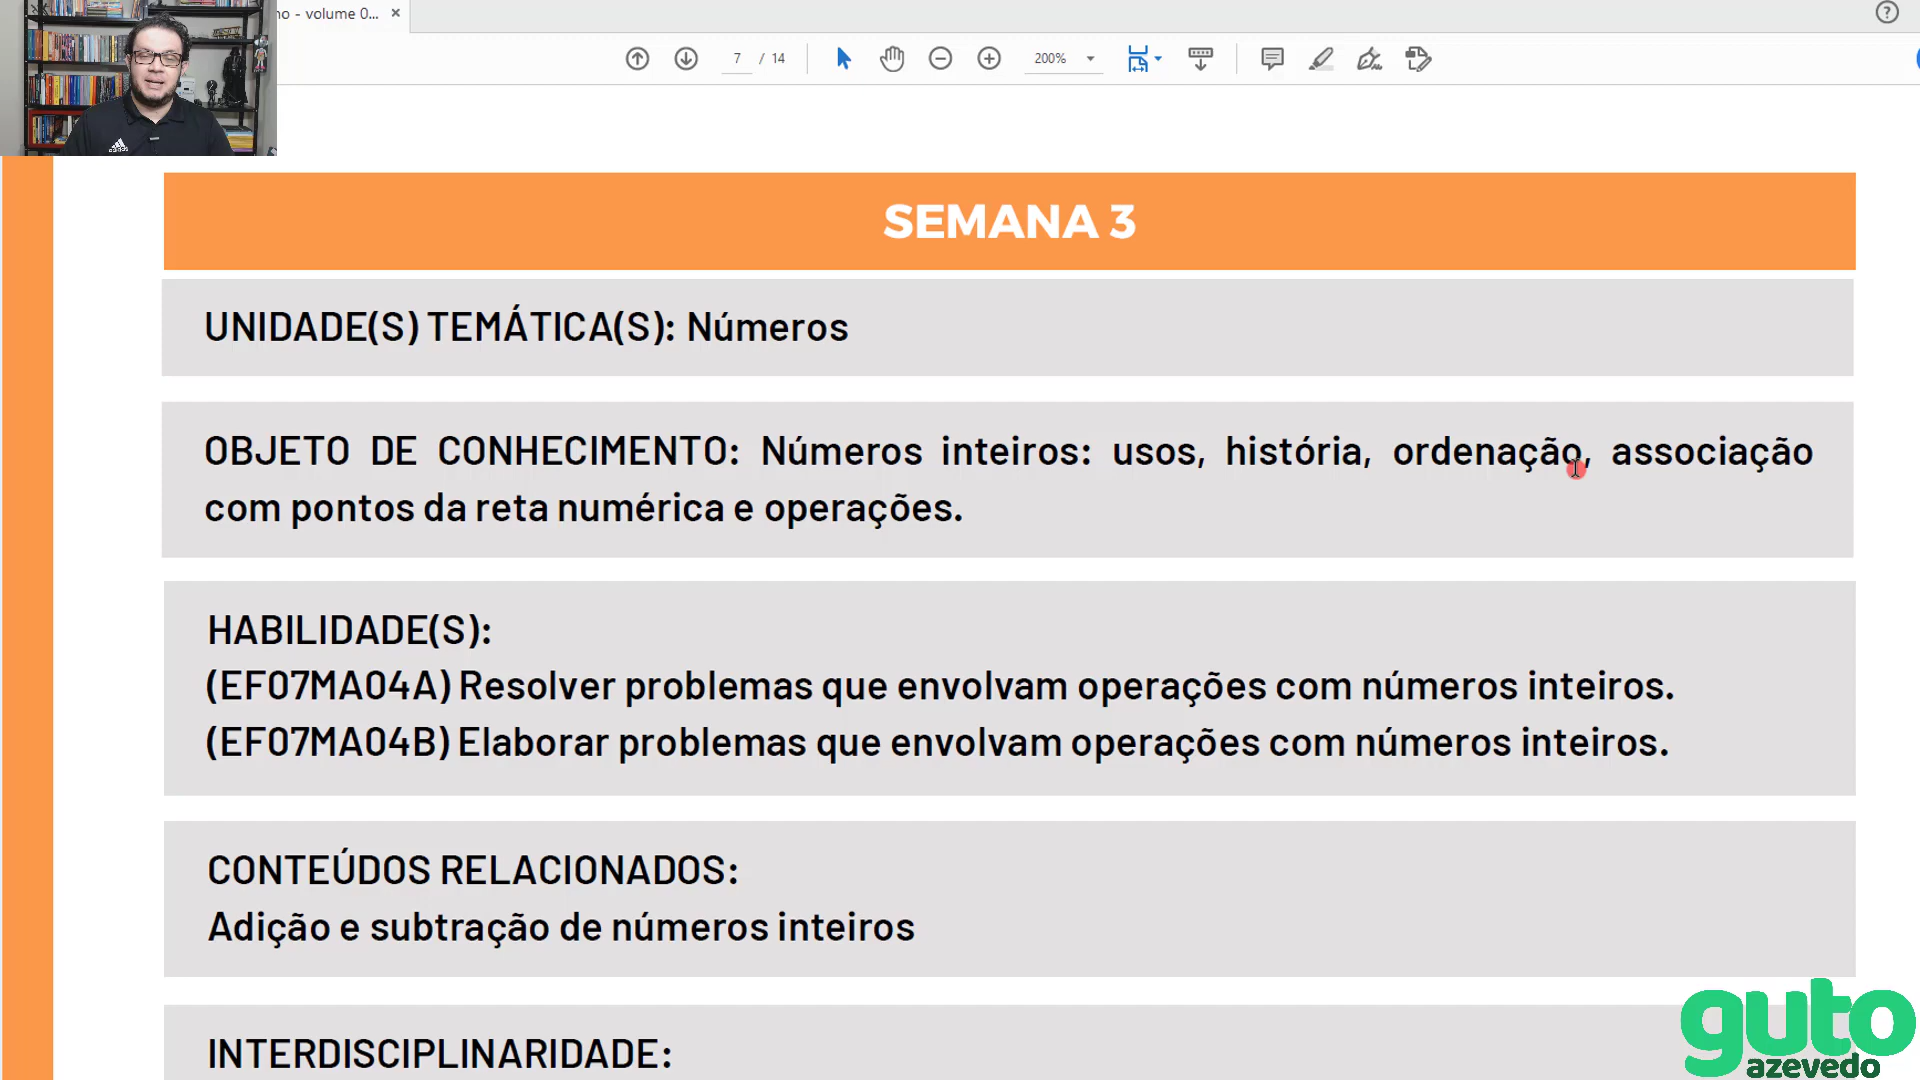 no - volume 0... ×
7 / 14 200%
adidas
SEMANA 3
UNIDADE(S) TEMÁTICA(S): Números
OBJETO DE CONHECIMENTO: Números inteiros: usos, história, ordenação, associação
com pontos da reta numérica e operações.
HABILIDADE(S):
(EF07MA04A) Resolver problemas que envolvam operações com números inteiros.
(EF07MA04B) Elaborar problemas que envolvam operações com números inteiros.
CONTEÚDOS RELACIONADOS:
Adição e subtração de números inteiros
INTERDISCIPLINARIDADE:
guto
azevedo